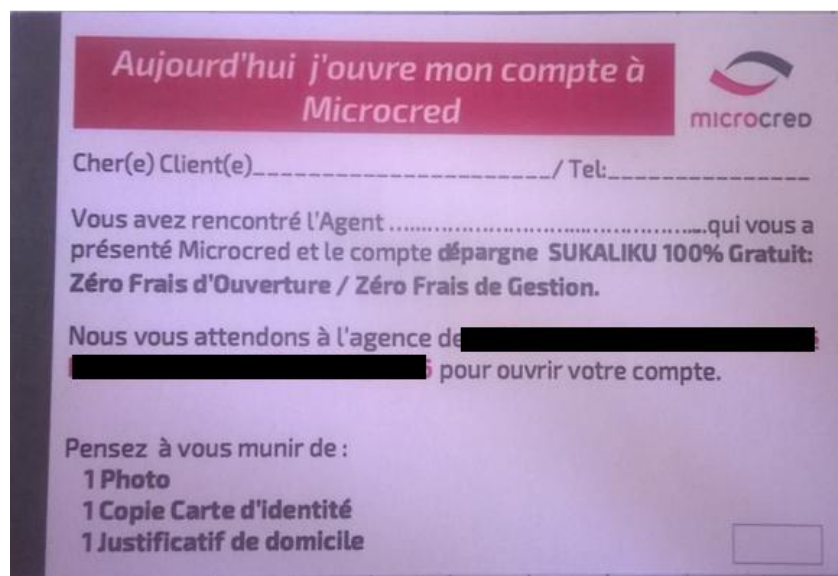 Aujourd'hui j'ouvre mon compte à
Microcred
microcred
Cher(e) Client(e)______________________/ Tel:_______________
Vous avez rencontré l'Agent ................................................qui vous a
présenté Microcred et le compte dépargne SUKALIKU 100% Gratuit:
Zéro Frais d'Ouverture / Zéro Frais de Gestion.
Nous vous attendons à l'agence de
pour ouvrir votre compte.
Pensez à vous munir de :
1 Photo
1 Copie Carte d'identité
1 Justificatif de domicile